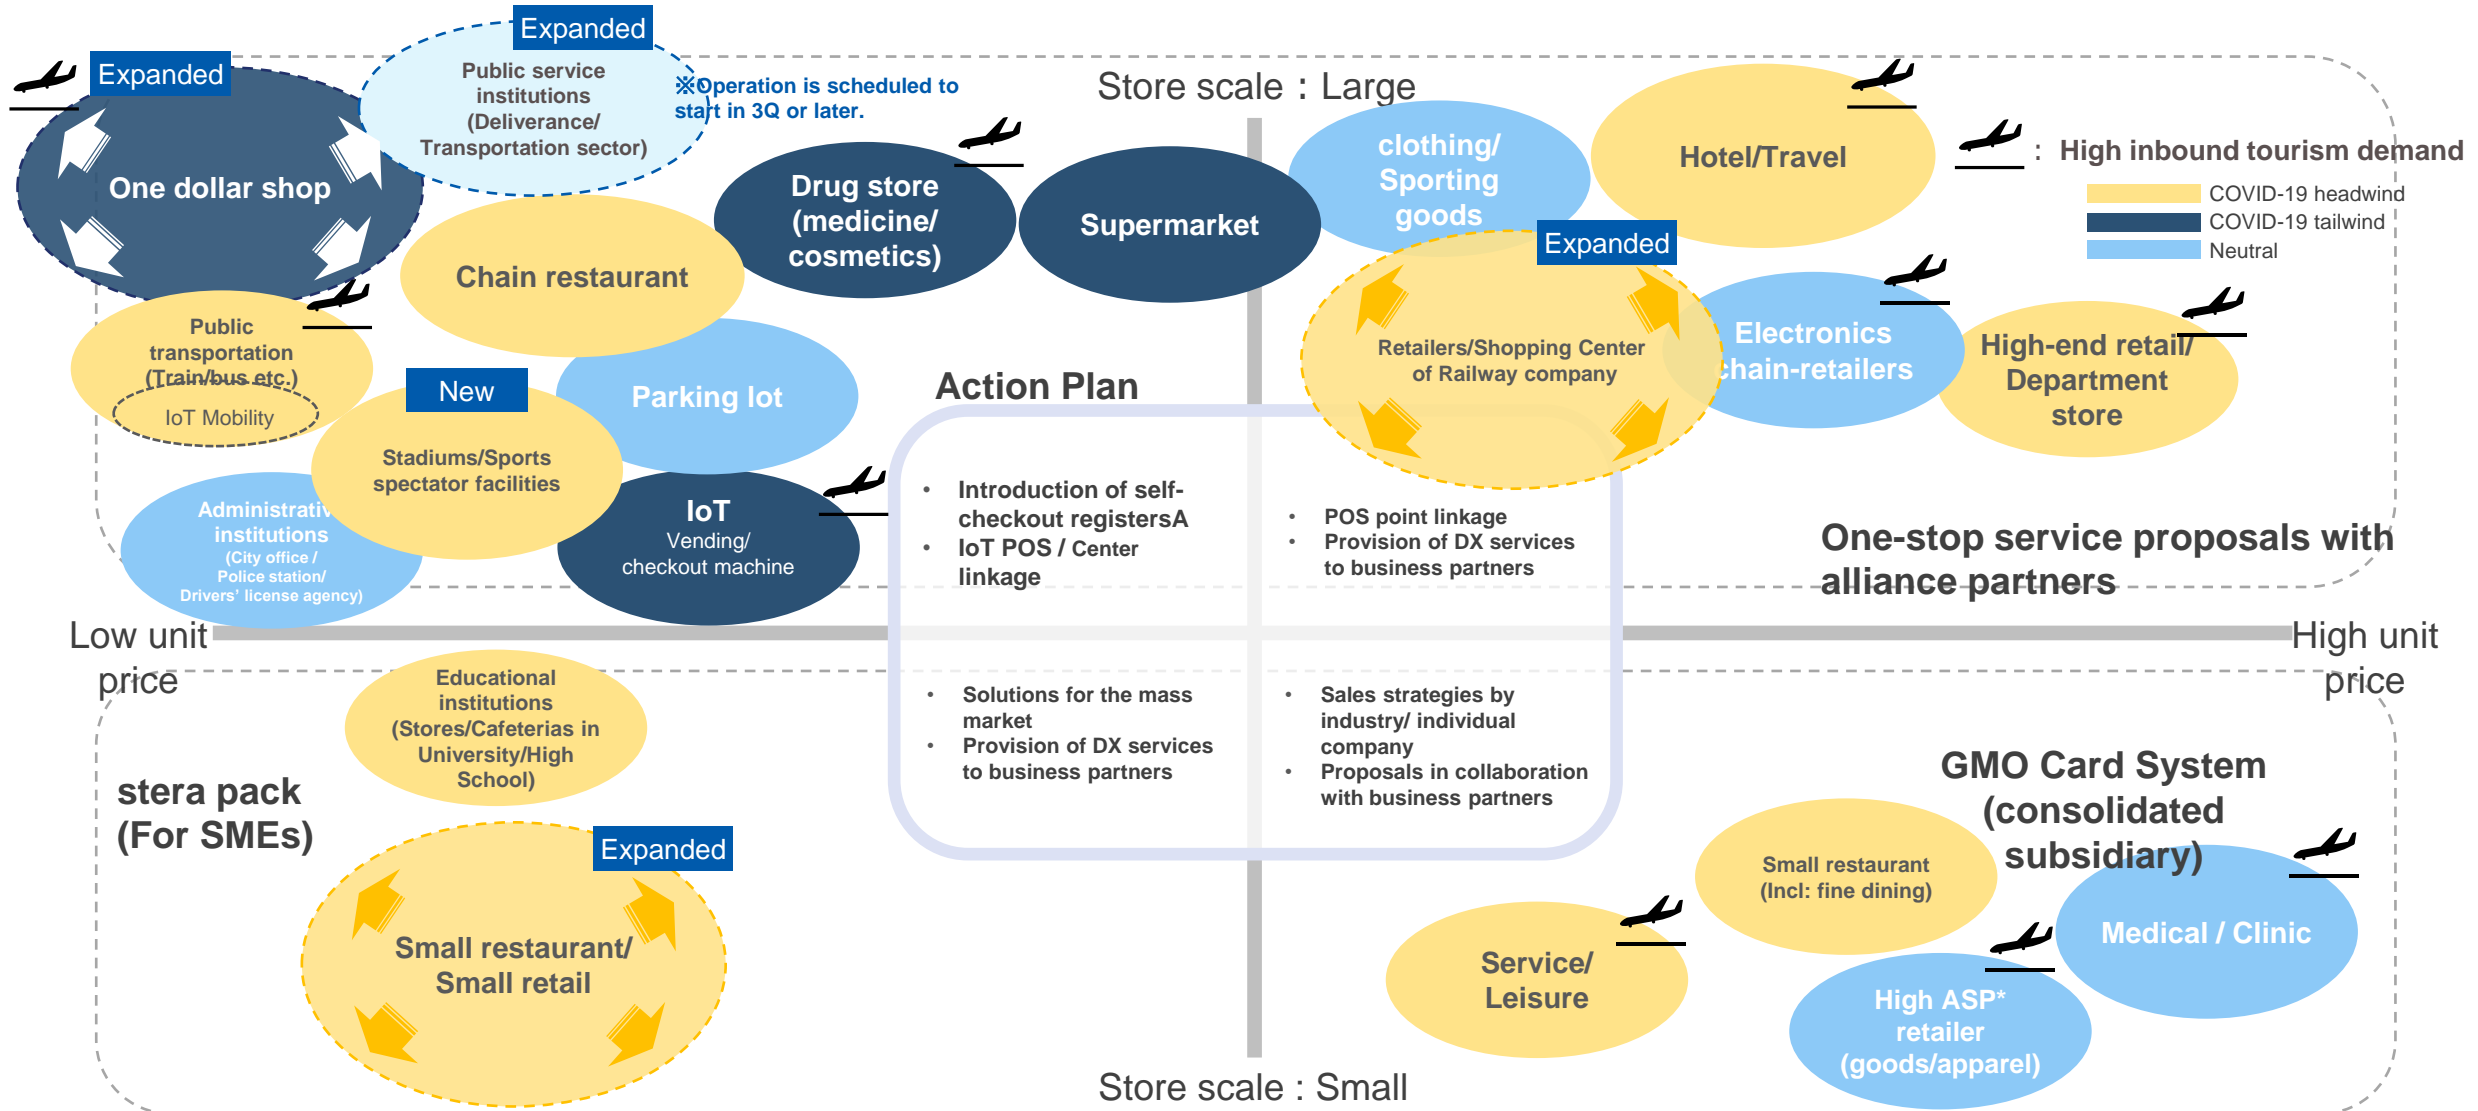 Expanded
Public service
institutions
(Deliverance/
Transportation sector)
※Operation is scheduled to
start in 3Q or later.
Expanded
One dollar shop
Store scale : Large
Drug store
(medicine/
cosmetics)
Supermarket
clothing/
Sporting
goods
Hotel/Travel
: High inbound tourism demand
COVID-19 headwind
COVID-19 tailwind
Neutral
Chain restaurant
Expanded
Retailers/Shopping Center
of Railway company
Electronics
chain-retailers
High-end retail/
Department
store
Public
transportation
(Train/bus etc.)
IoT Mobility
New
Stadiums/Sports
spectator facilities
Parking lot
Administrativ
institutions
(City office /
Police station/
Drivers' license agency)
IoT
Vending/
checkout machine
Action Plan
• Introduction of self-
checkout registersA
• IoT POS / Center
linkage
• POS point linkage
• Provision of DX services
to business partners
One-stop service proposals with
alliance partners
Low unit
price
High unit
price
• Solutions for the mass
market
• Provision of DX services
to business partners
• Sales strategies by
industry/ individual
company
• Proposals in collaboration
with business partners
Educational
institutions
(Stores/Cafeterias in
University/High
School)
stera pack
(For SMEs)
Expanded
Small restaurant/
Small retail
GMO Card System
(consolidated
subsidiary)
Small restaurant
(Incl: fine dining)
Medical / Clinic
Service/
Leisure
High ASP*
retailer
(goods/apparel)
Store scale : Small